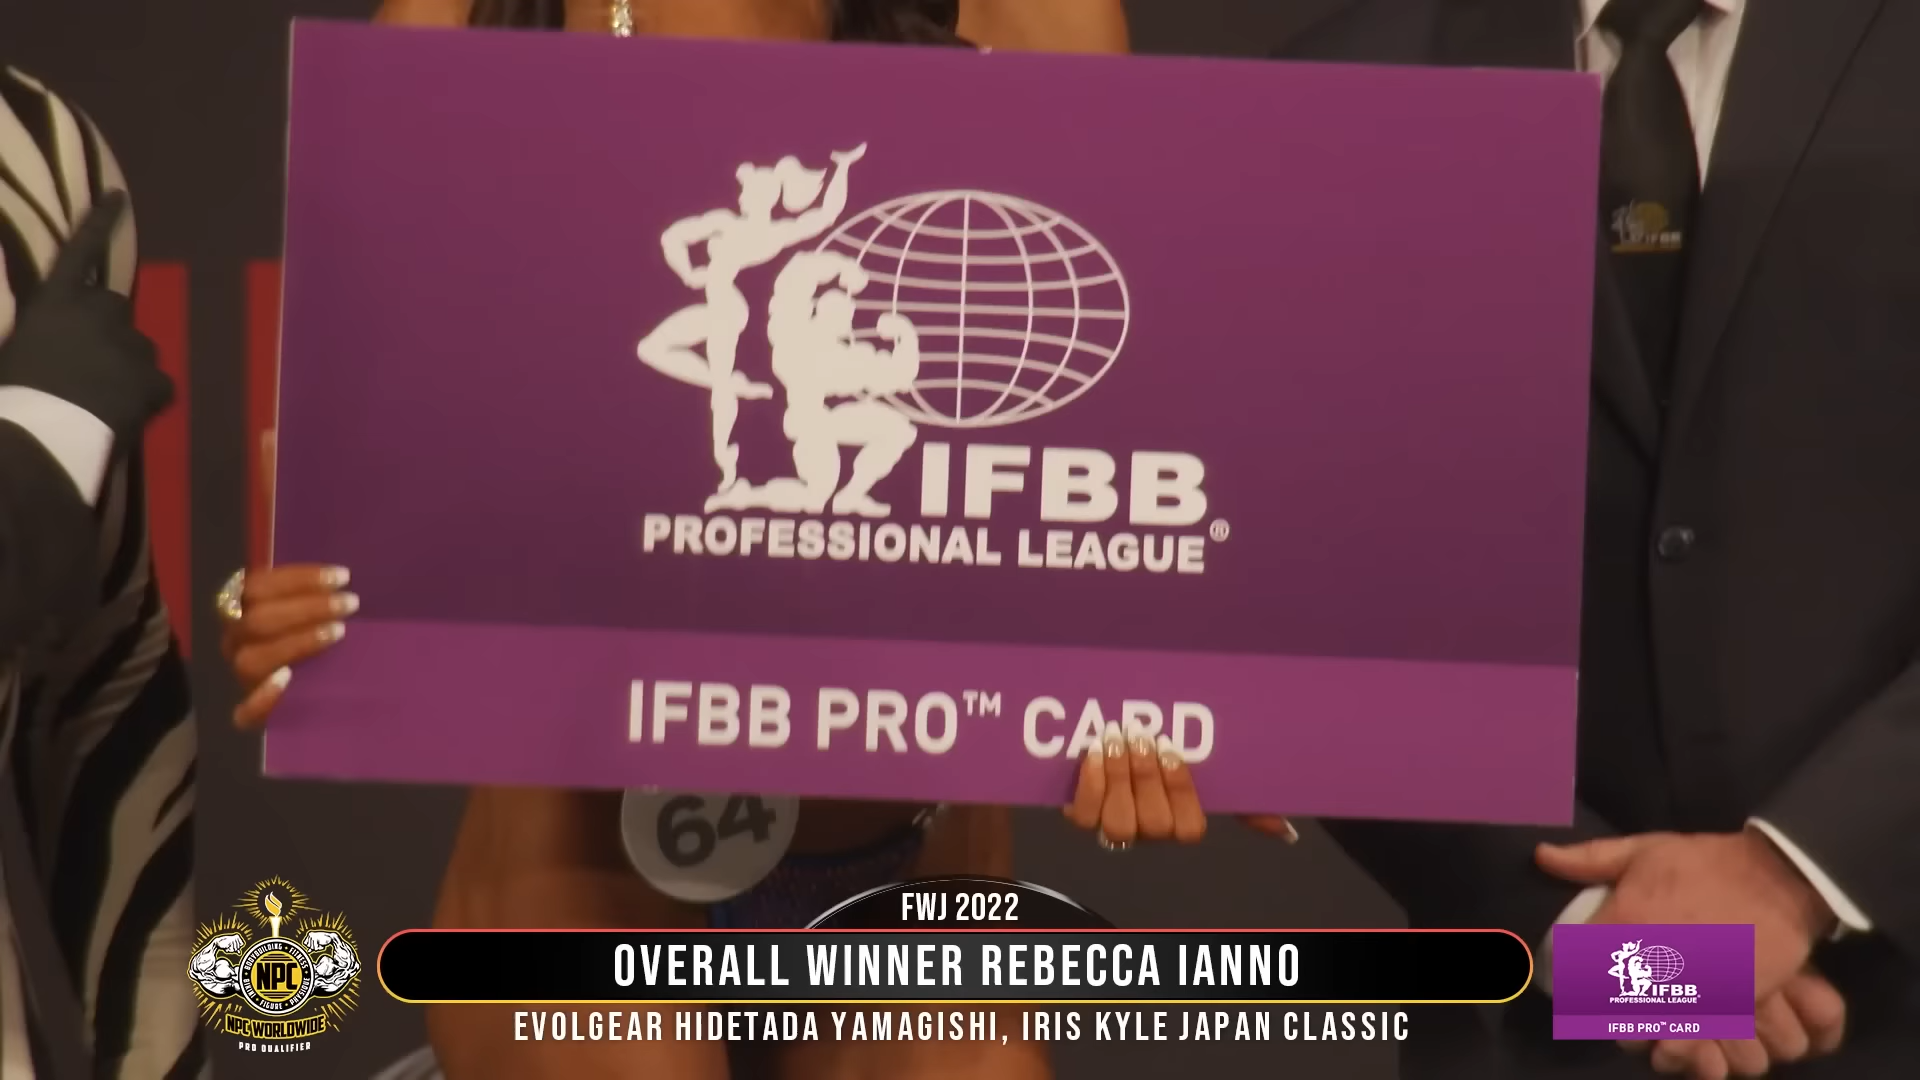 IFBB
IFBB
PROFESSIONAL LEAGUE®
IFBB PRO™ CARD
64
FWJ 2022
OVERALL WINNER REBECCA IANNO
EVOLGEAR HIDETADA YAMAGISHI, IRIS KYLE JAPAN CLASSIC
NPC
NPC WORLDWIDE
PRO QUALIFIER
IFBB
PROFESSIONAL LEAGUE
IFBB PRO™ CARD